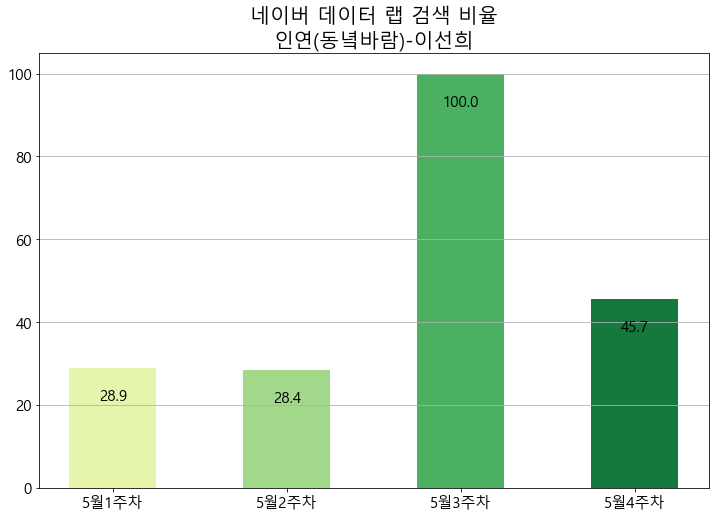 네이버 데이터 랩 검색 비율
인연(동녘바람)-이선희
100
80
60
40
20
0
28.9
28.4
100.0
45.7
5월1주차
5월2주차
5월3주차
5월4주차